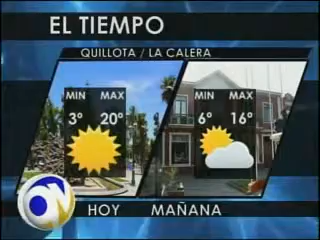 EL TIEMPO
QUILLOTA / LA CALERA
MIN MAX MIN MAX
3° 20° 6° 16°
HOY MAÑANA